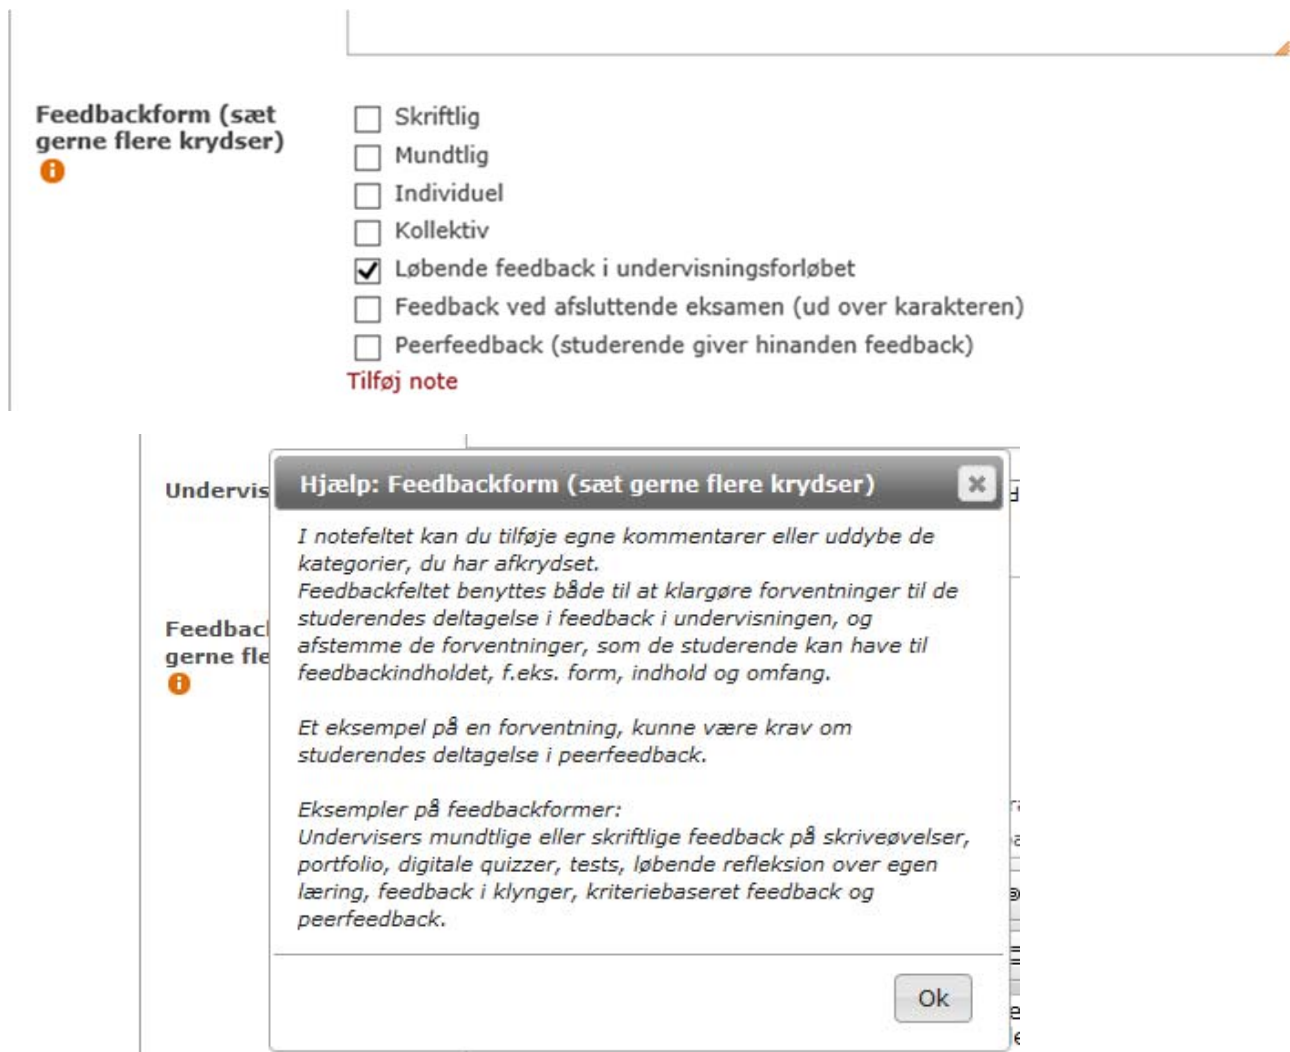 Feedbackform (sæt
gerne flere krydser)
Skriftlig
Mundtlig
Individuel
Kollektiv
Løbende feedback i undervisningsforløbet
Feedback ved afsluttende eksamen (ud over karakteren)
Peerfeedback (studerende giver hinanden feedback)
Tilføj note
Undervis
Feedbac
gerne fle
Hjælp: Feedbackform (sæt gerne flere krydser)
I notefeltet kan du tilføje egne kommentarer eller uddybe de
kategorier, du har afkrydset.
Feedbackfeltet benyttes både til at klargøre forventninger til de
studerendes deltagelse i feedback i undervisningen, og
afstemme de forventninger, som de studerende kan have til
feedbackindholdet, f.eks. form, indhold og omfang.
Et eksempel på en forventning, kunne være krav om
studerendes deltagelse i peerfeedback.
Eksempler på feedbackformer:
Undervisers mundtlige eller skriftlige feedback på skriveøvelser,
portfolio, digitale quizzer, tests, løbende refleksion over egen
læring, feedback i klynger, kriteriebaseret feedback og
peerfeedback.
Ok